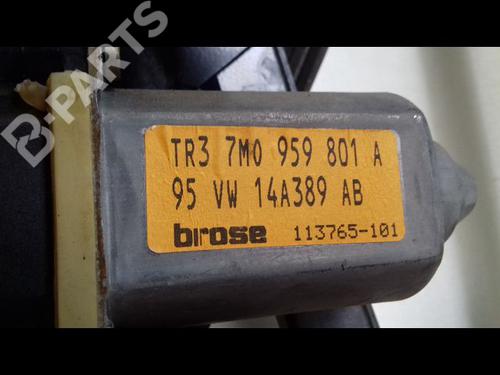 B-PARTS
TR3 7M0 959 801 A
95 VW 14A389 AB
brose 113765-101